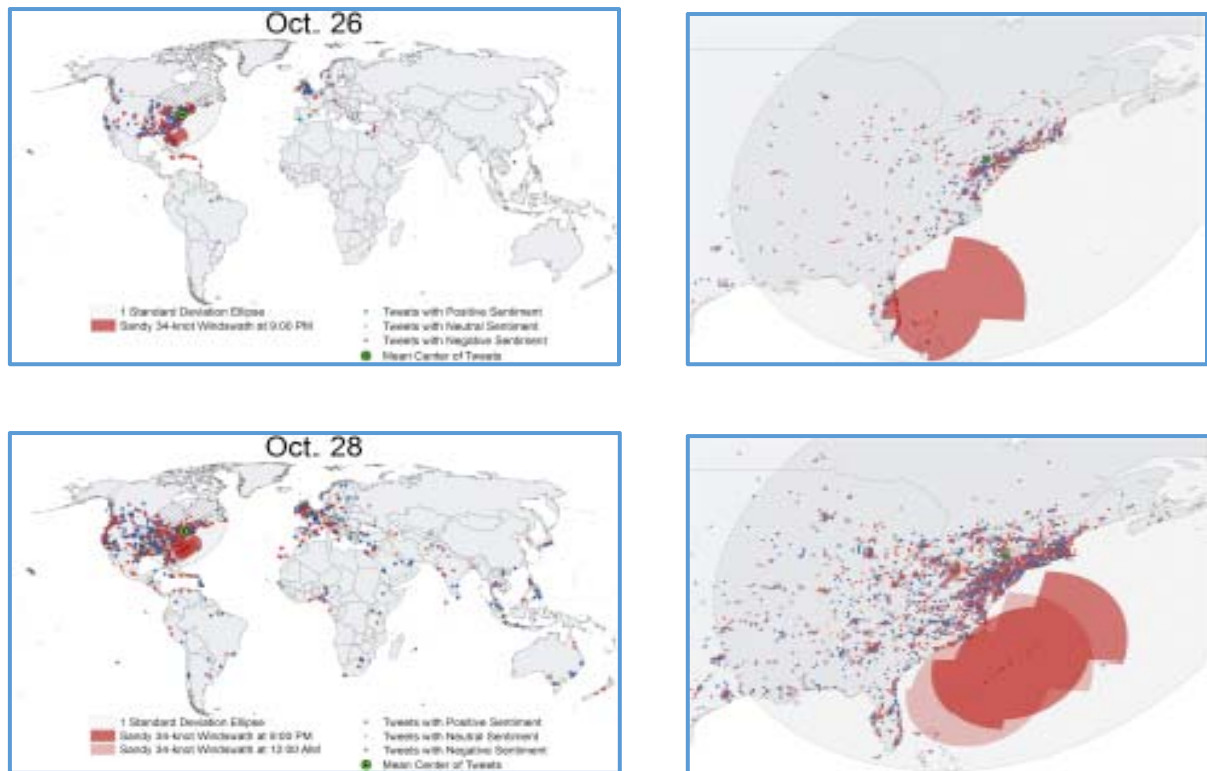 Oct. 26
1 Standard Deviation Ellipse
Sandy 34-knot Windswath at 9:00 PM
Tweets with Positive Sentiment
Tweets with Neutral Sentiment
Tweets with Negative Sentiment
Mean Center of Tweets
Oct. 28
1 Standard Deviation Ellipse
Sandy 34-knot Windswath at PM
Sandy 34-knot Windswath at 12:00 AM
Tweets with Positive Sentiment
Tweets with Neutral Sentiment
Tweets with Negative Sentiment
Mean Center of Tweets